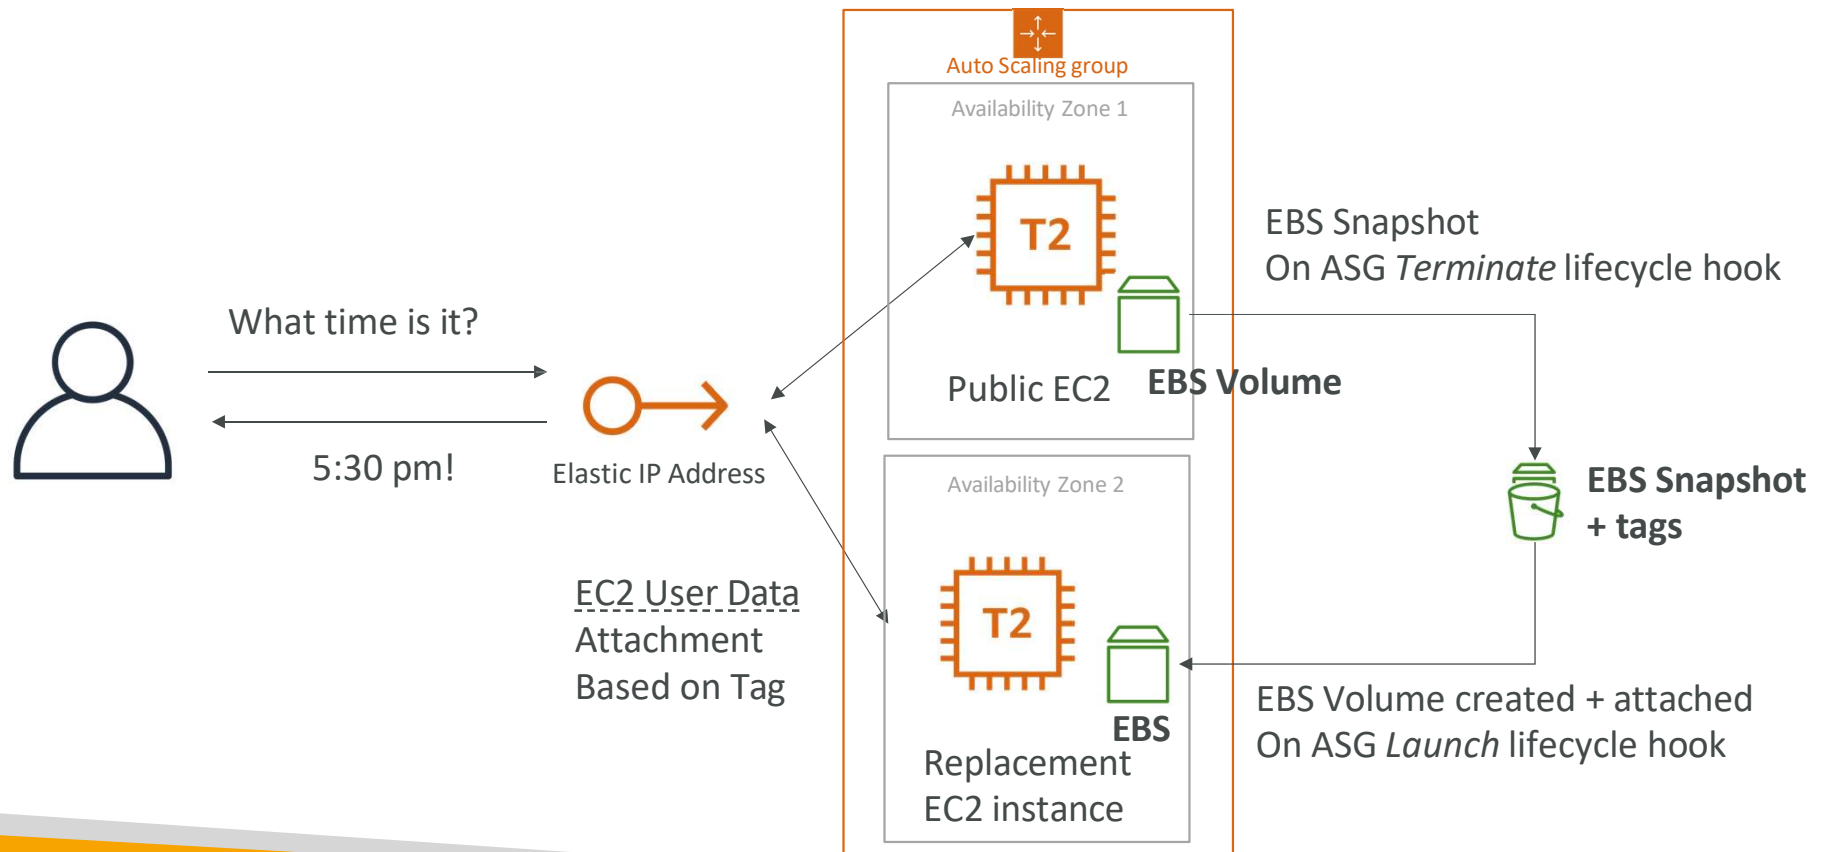 Auto Scaling group
Availability Zone 1
T2
EBS Snapshot
On ASG Terminate lifecycle hook
What time is it?
Public EC2
EBS Volume
5:30 pm!
Elastic IP Address
Availability Zone 2
EBS Snapshot
+ tags
EC2 User Data
Attachment
Based on Tag
T2
EBS
Replacement
EC2 instance
EBS Volume created + attached
On ASG Launch lifecycle hook